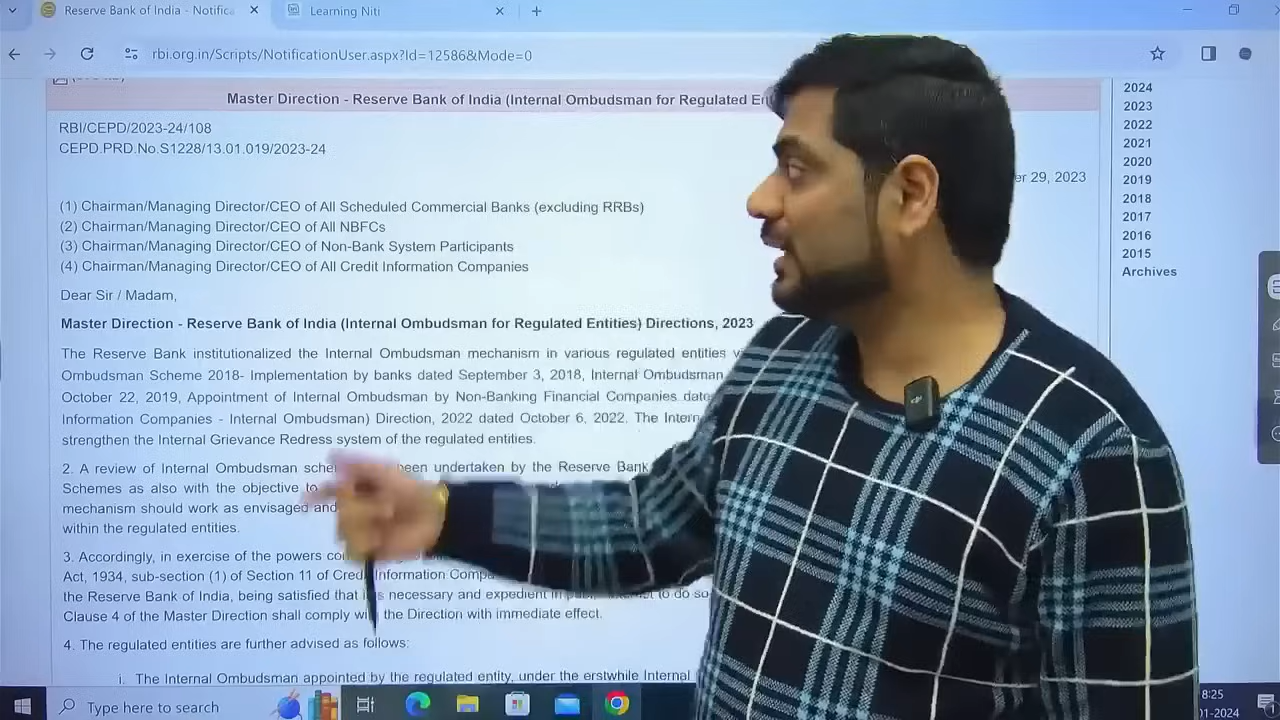 Reserve Bank of India - Notifica
Learning Niti
rbi.org.in/Scripts/NotificationUser.aspx?Id=12586&Mode=0
Master Direction - Reserve Bank of India (Internal Ombudsman for Regulated
RBI/CEPD/2023-24/108
CEPD.PRD.No.S1228/13.01.019/2023-24
er 29, 2023
(1) Chairman/Managing Director/CEO of All Scheduled Commercial Banks (excluding RRBs)
(2) Chairman/Managing Director/CEO of All NBFCs
(3) Chairman/Managing Director/CEO of Non-Bank System Participants
(4) Chairman/Managing Director/CEO of All Credit Information Companies
Dear Sir / Madam,
Master Direction - Reserve Bank of India (Internal Ombudsman for Regulated Entities) Directions, 2023
The Reserve Bank institutionalized the Internal Ombudsman mechanism in various regulated entities
Ombudsman Scheme 2018- Implementation by banks dated September 3, 2018, Internal Ombudsman
October 22, 2019, Appointment of Internal Ombudsman by Non-Banking Financial Companies
Information Companies - Internal Ombudsman) Direction, 2022 dated October 6, 2022. The
strengthen the Internal Grievance Redress system of the regulated entities.
2. A review of Internal Ombudsman been undertaken by the Reserve Bank
Schemes as also with the objective to
mechanism should work as envisaged and
within the regulated entities.
3. Accordingly, in exercise of the powers
Act, 1934, sub-section (1) of Section 11 of Information
the Reserve Bank of India, being satisfied that necessary and expedient in to do so
Clause 4 of the Master Direction shall comply the Direction with immediate effect.
4. The regulated entities are further advised as follows:
i. The Internal Ombudsman appointed by the regulated entity, under the erstwhile Internal
2024
2023
2022
2021
2020
2019
2018
2017
2016
2015
Archives
dji
Type here to search
8:25
01-2024